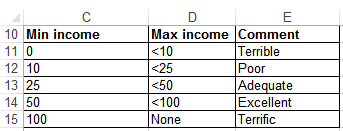 C D E
10 Min income Max income Comment
11 0 <10 Terrible
12 10 <25 Poor
13 25 <50 Adequate
14 50 <100 Excellent
15 100 None Terrific